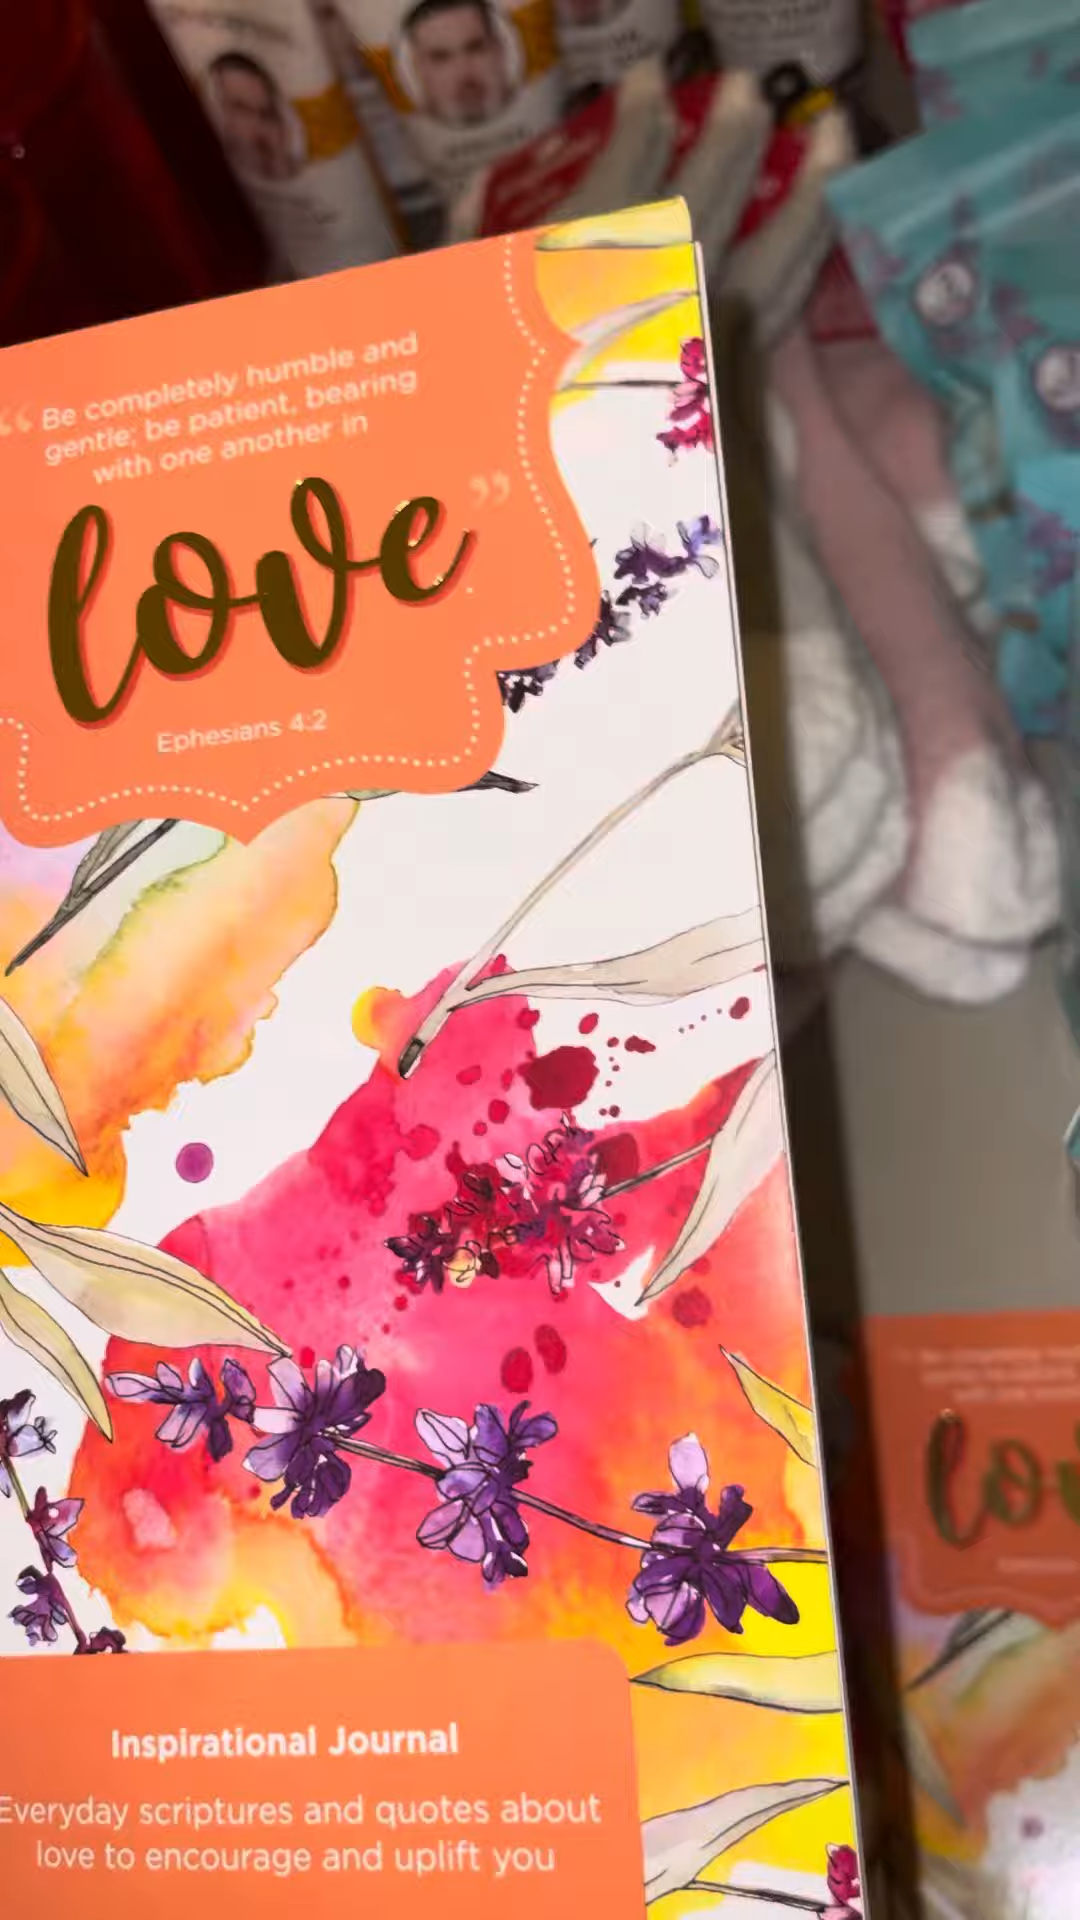 “ Be completely humble and
gentle; be patient, bearing
with one another in
love ”
Ephesians 4:2
Inspirational Journal
Everyday scriptures and quotes about
love to encourage and uplift you
lov